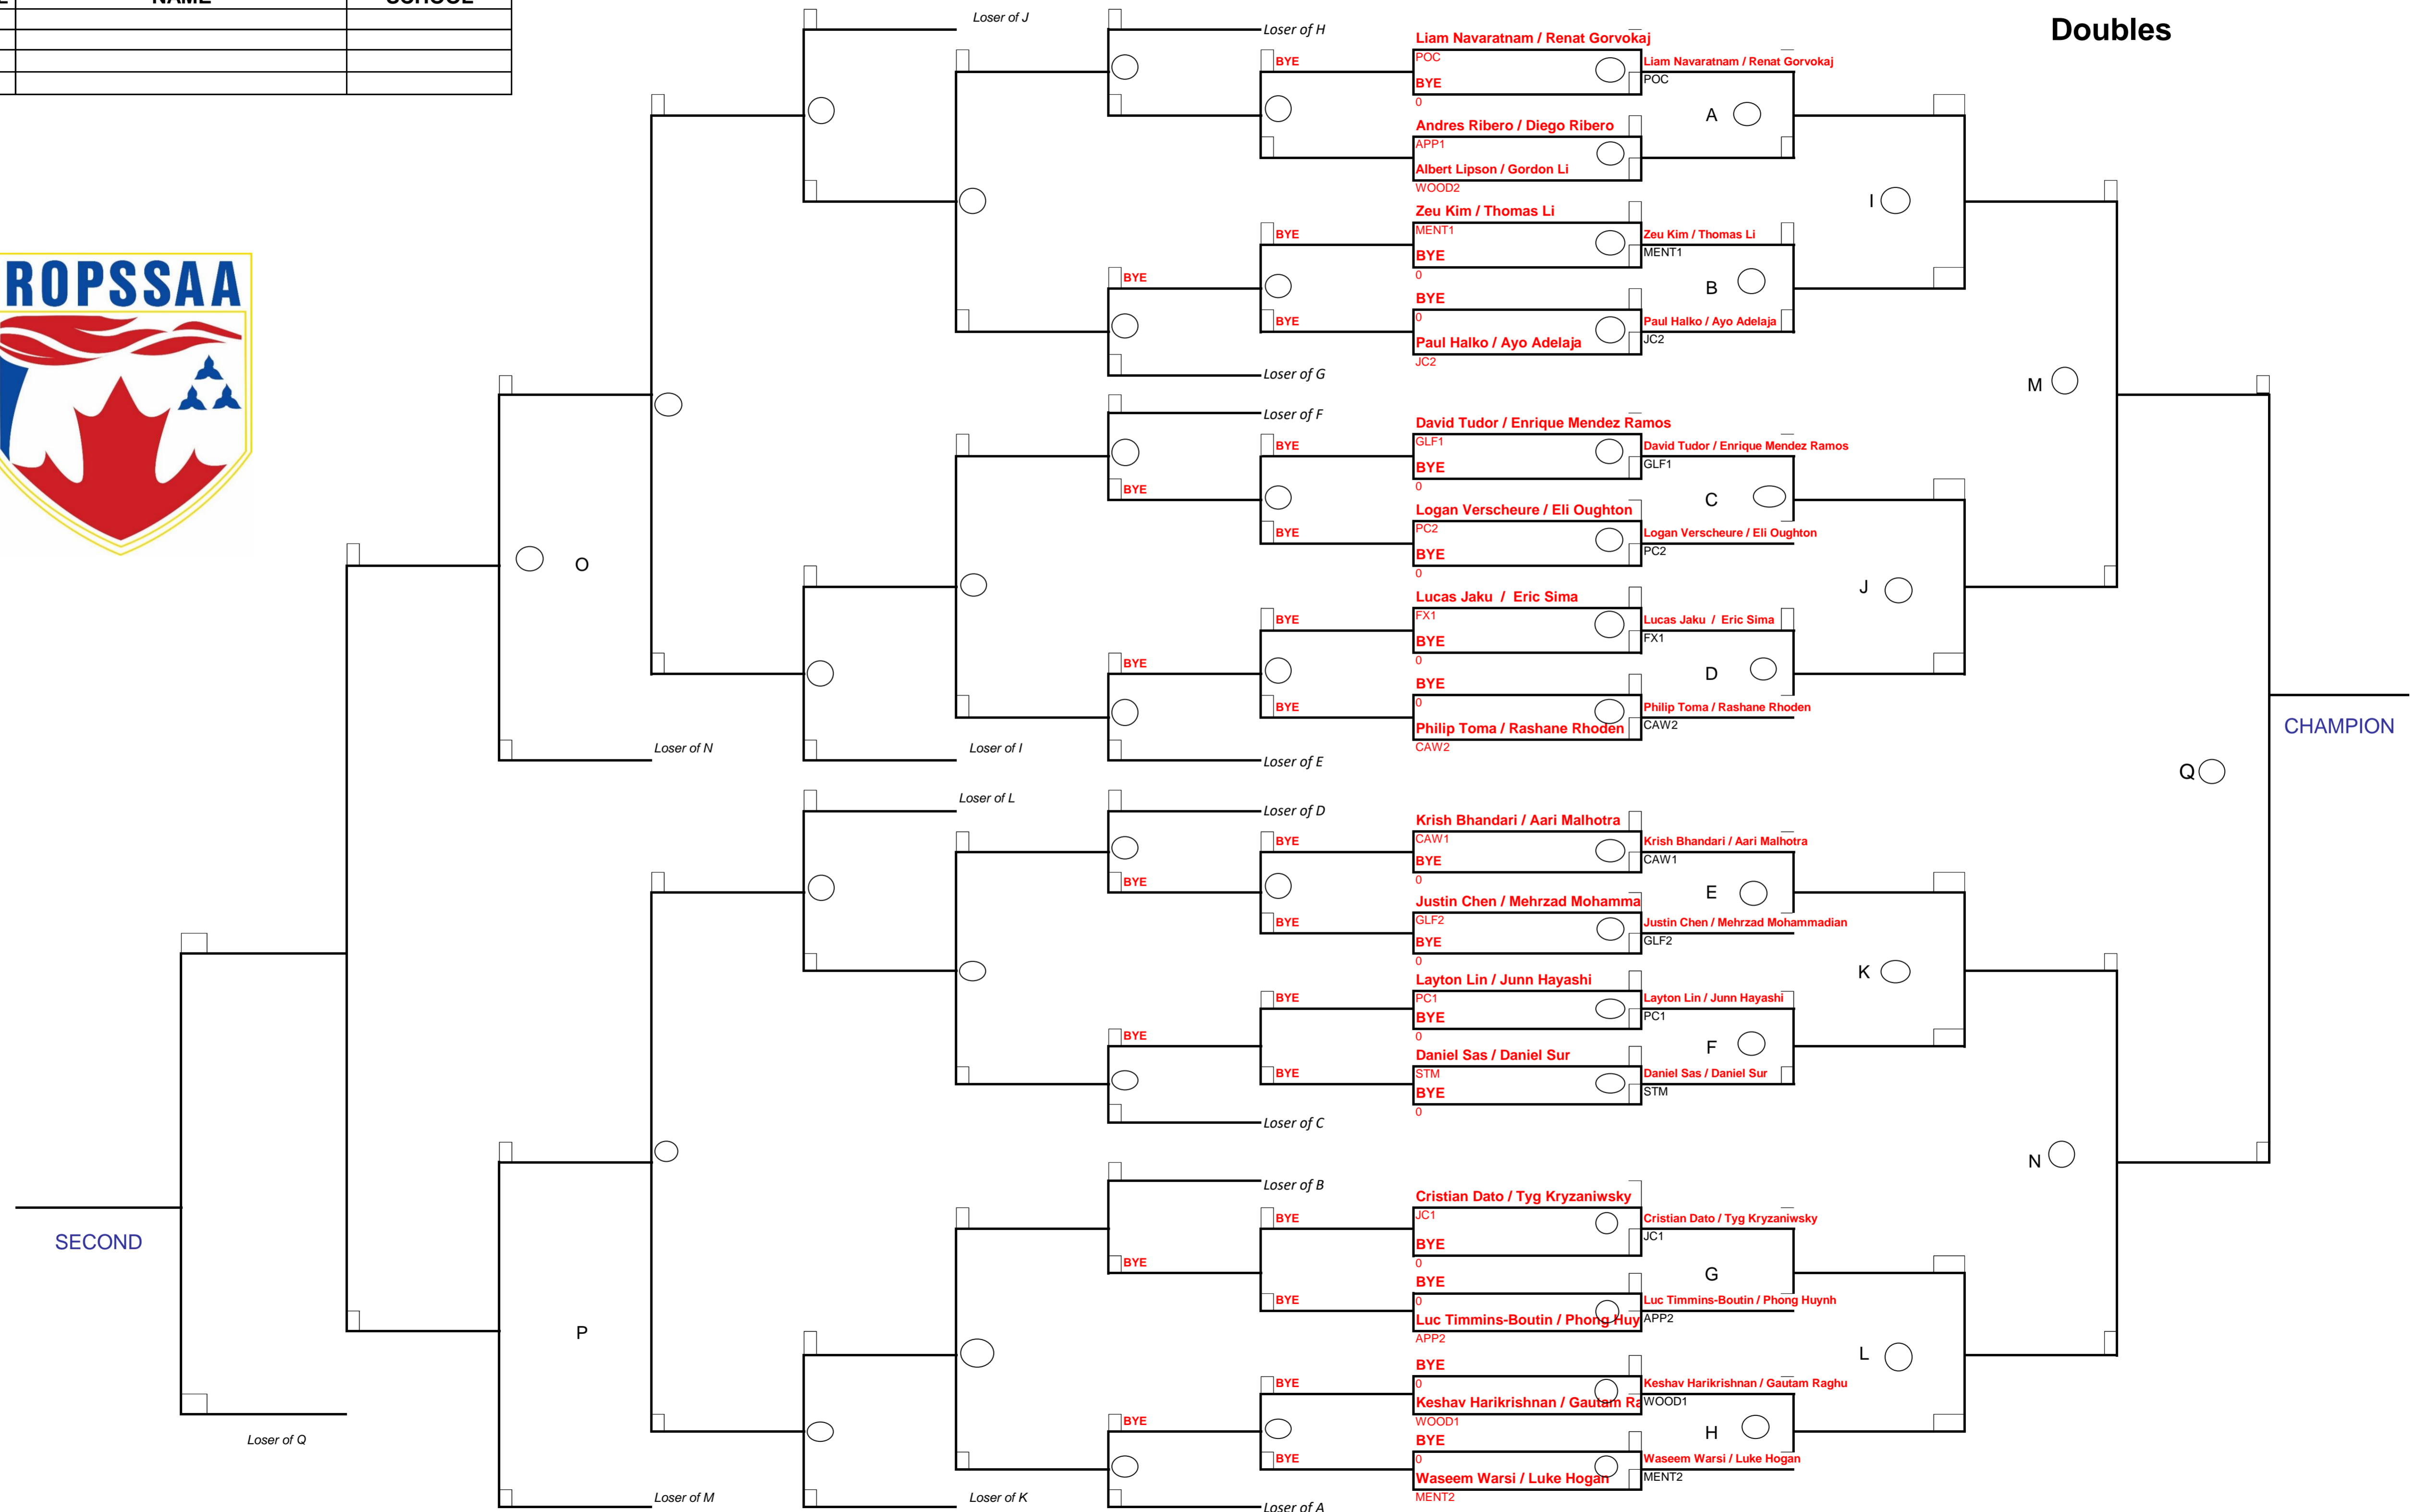 NAME SCHOOL
Doubles
ROPSSAA
Loser of J
Loser of H
BYE
Liam Navaratnam / Renat Gorvokaj
POC
BYE
0
Liam Navaratnam / Renat Gorvokaj
POC
A
Andres Ribero / Diego Ribero
APP1
Albert Lipson / Gordon Li
WOOD2
I
BYE
Zeu Kim / Thomas Li
MENT1
BYE
0
Zeu Kim / Thomas Li
MENT1
B
BYE
BYE
BYE
0
Paul Halko / Ayo Adelaja
JC2
Paul Halko / Ayo Adelaja
JC2
Loser of G
M
Loser of F
BYE
David Tudor / Enrique Mendez Ramos
GLF1
BYE
0
David Tudor / Enrique Mendez Ramos
GLF1
C
BYE
BYE
Logan Verscheure / Eli Oughton
PC2
BYE
0
Logan Verscheure / Eli Oughton
PC2
O
J
BYE
Lucas Jaku / Eric Sima
FX1
BYE
0
Lucas Jaku / Eric Sima
FX1
D
BYE
BYE
BYE
0
Philip Toma / Rashane Rhoden
CAW2
Philip Toma / Rashane Rhoden
CAW2
CHAMPION
Loser of N
Loser of I
Loser of E
Q
Loser of L
Loser of D
BYE
Krish Bhandari / Aari Malhotra
CAW1
BYE
0
Krish Bhandari / Aari Malhotra
CAW1
E
BYE
BYE
Justin Chen / Mehrzad Mohamma
GLF2
BYE
0
Justin Chen / Mehrzad Mohammadian
GLF2
K
BYE
Layton Lin / Junn Hayashi
PC1
BYE
0
Layton Lin / Junn Hayashi
PC1
F
BYE
BYE
Daniel Sas / Daniel Sur
STM
BYE
0
Daniel Sas / Daniel Sur
STM
Loser of C
N
Loser of B
BYE
Cristian Dato / Tyg Kryzaniwsky
JC1
BYE
0
Cristian Dato / Tyg Kryzaniwsky
JC1
G
SECOND
BYE
BYE
BYE
0
Luc Timmins-Boutin / Phong Huy
APP2
Luc Timmins-Boutin / Phong Huynh
APP2
P
L
BYE
BYE
0
Keshav Harikrishnan / Gautam Ra
WOOD1
Keshav Harikrishnan / Gautam Raghu
WOOD1
H
BYE
BYE
BYE
0
Waseem Warsi / Luke Hogan
MENT2
Waseem Warsi / Luke Hogan
MENT2
Loser of Q
Loser of M
Loser of K
Loser of A